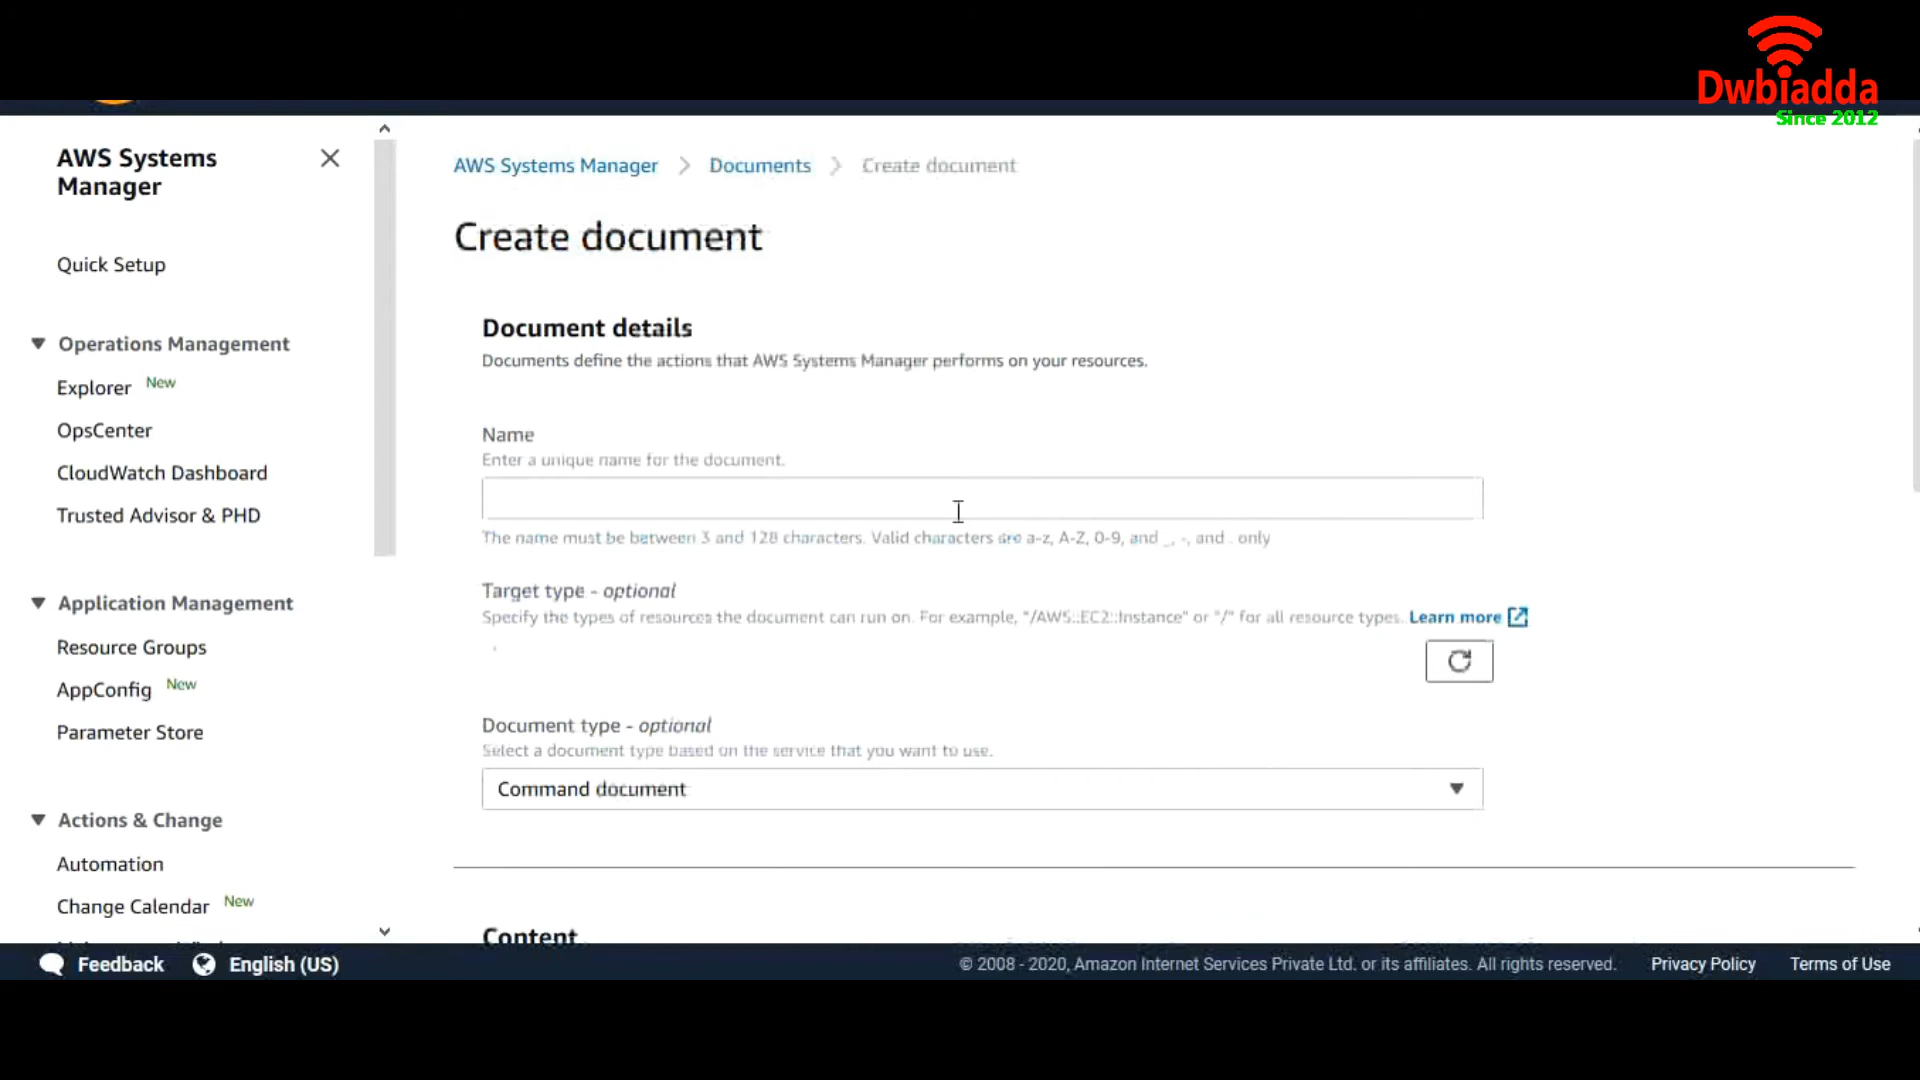 Dwbiadda
Since 2012
AWS Systems
Manager
Quick Setup
Operations Management
Explorer New
OpsCenter
CloudWatch Dashboard
Trusted Advisor & PHD
Application Management
Resource Groups
AppConfig New
Parameter Store
Actions & Change
Automation
Change Calendar New
AWS Systems Manager
Documents
Create document
Create document
Document details
Documents define the actions that AWS Systems Manager performs on your resources.
Name
Enter a unique name for the document.
The name must be between 3 and 128 characters. Valid characters are a-z, A-Z, 0-9, and _, -, and . only
Target type - optional
Specify the types of resources the document can run on. For example, "/AWS::EC2::Instance" or "/" for all resource types. Learn more
Document type - optional
Select a document type based on the service that you want to use.
Command document
Content
Feedback
English (US)
© 2008 - 2020, Amazon Internet Services Private Ltd. or its affiliates. All rights reserved.
Privacy Policy
Terms of Use